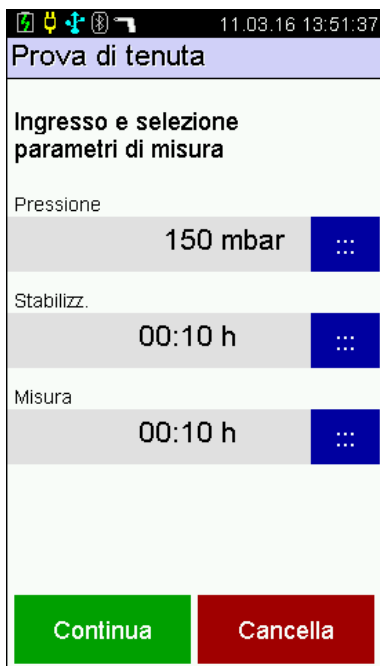 11.03.16 13:51:37
Prova di tenuta
Ingresso e selezione
parametri di misura
Pressione
150 mbar
:::
Stabilizz.
00:10 h
:::
Misura
00:10 h
:::
Continua
Cancella